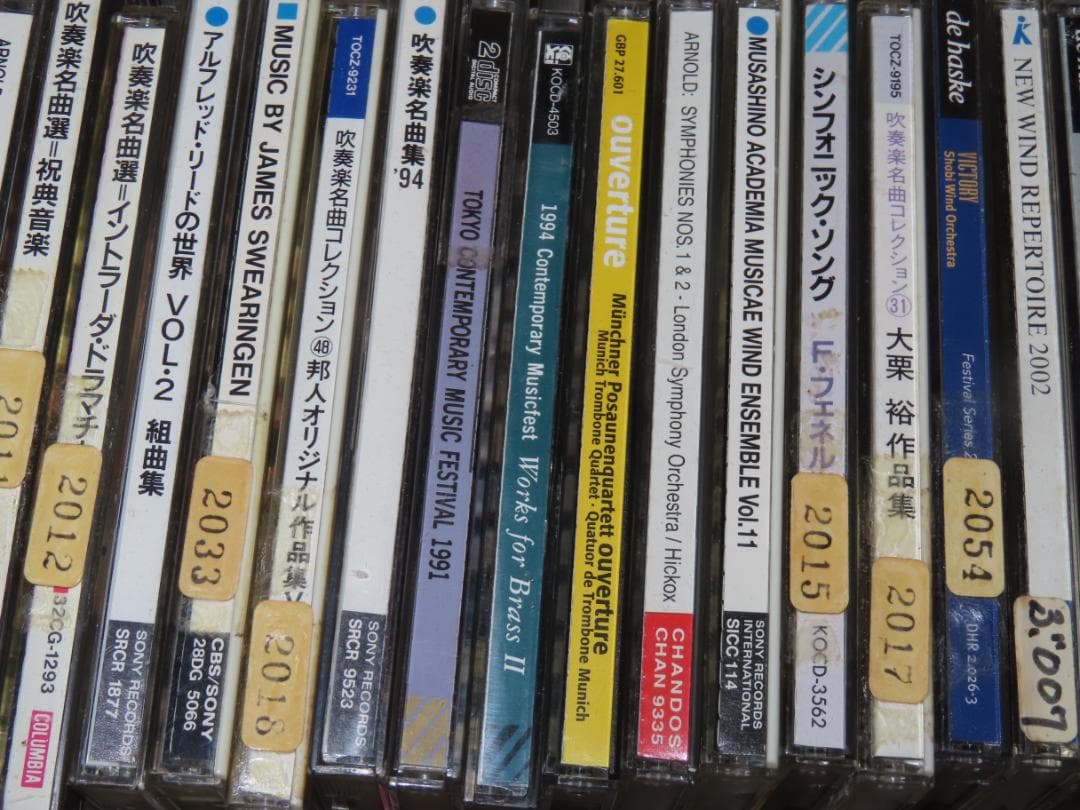 吹奏楽名曲選=祝典音楽
吹奏楽名曲選=イントラーダ・ドラマチ
2012
32CG-1293
COLUMBIA
アルフレッド・リードの世界 VOL・2 組曲集
SONY RECORDS
SRCR 1877
MUSIC BY JAMES SWEARINGEN
2033
CBS/SONY
28DG 5066
TOCZ-9231
吹奏楽名曲コレクション㊽ 邦人オリジナル作品集
2018
吹奏楽名曲集'94
SONY RECORDS
SRCR 9523
2 disc
COMPACT
DIGITAL AUDIO
TOKYO CONTEMPORARY MUSIC FESTIVAL 1991
KOCD-4503
1994 Contemporary Musicfest Works for Brass II
GBP 27.601
ouverture
Münchner Posaunenquartett ouverture
Munich Trombone Quartet · Quatuor de Trombone Munich
ARNOLD: SYMPHONIES NOS. 1 & 2 - London Symphony Orchestra / Hickox
CHANDOS
CHAN 9335
MUSASHINO ACADEMIA MUSICAE WIND ENSEMBLE Vol.11
SONY RECORDS
INTERNATIONAL
SICC 114
シンフォニック・ソング F・フェネル
2015
KOCD-3562
TOCZ-9195
吹奏楽名曲コレクション㉛ 大栗 裕 作品集
2017
de haske
VICTORY
Shobi Wind Orchestra
Festival Series 2
2054
DHR 2.026-3
NEW WIND REPERTOIRE 2002